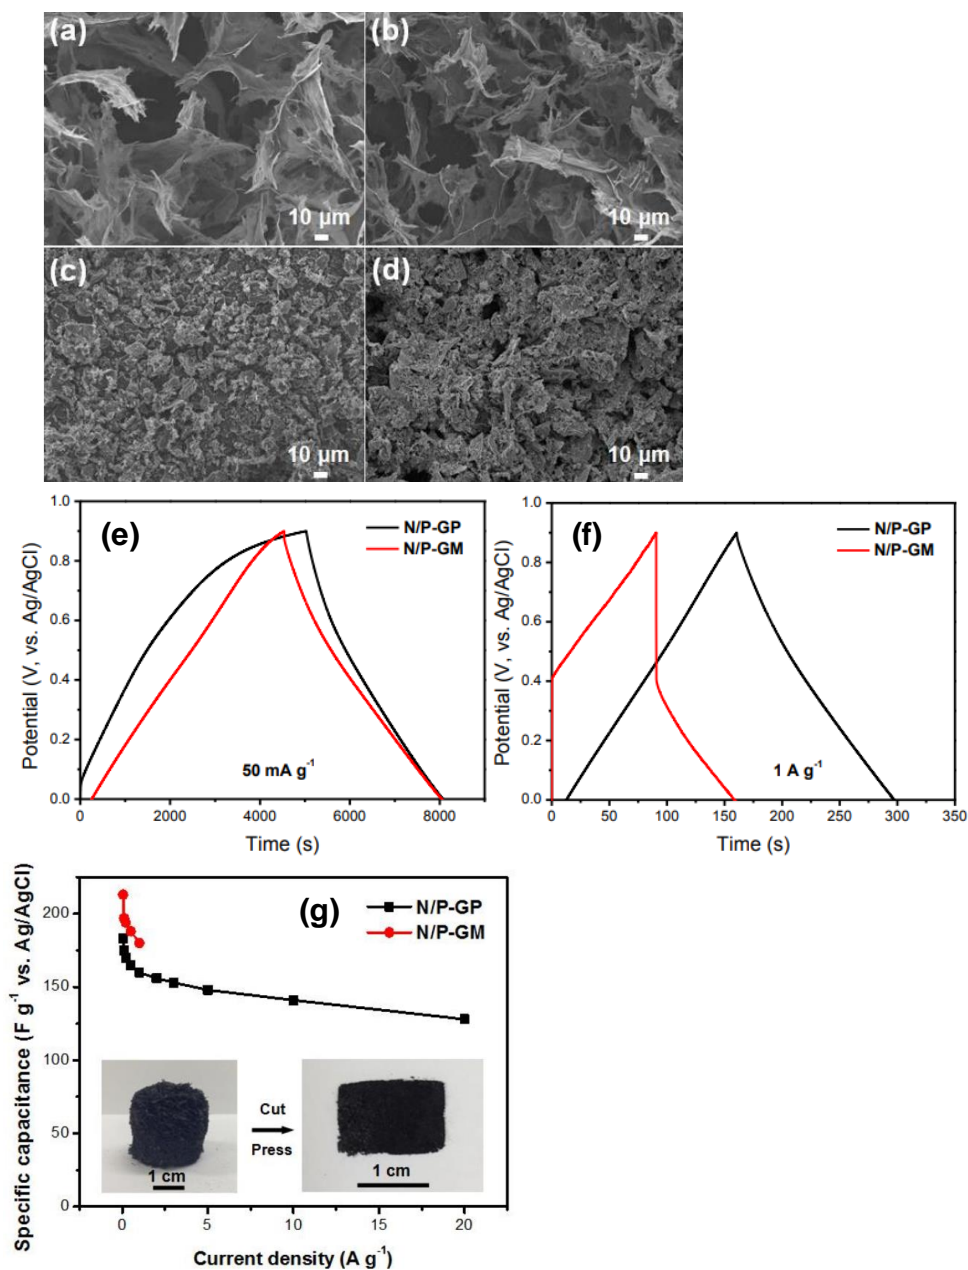 (a)
(b)
10 µm
10 µm
(c)
(d)
10 µm
10 µm
(e)
N/P-GP
N/P-GM
Potential (V, vs. Ag/AgCl)
1.0
0.8
0.6
0.4
0.2
0.0
50 mA g⁻¹
0
2000
4000
6000
8000
Time (s)
(f)
N/P-GP
N/P-GM
Potential (V, vs. Ag/AgCl)
1.0
0.8
0.6
0.4
0.2
0.0
1 A g⁻¹
0
50
100
150
200
250
300
350
Time (s)
(g)
N/P-GP
N/P-GM
Specific capacitance (F g⁻¹ vs. Ag/AgCl)
200
150
100
50
0
Cut
Press
1 cm
1 cm
0
5
10
15
20
Current density (A g⁻¹)